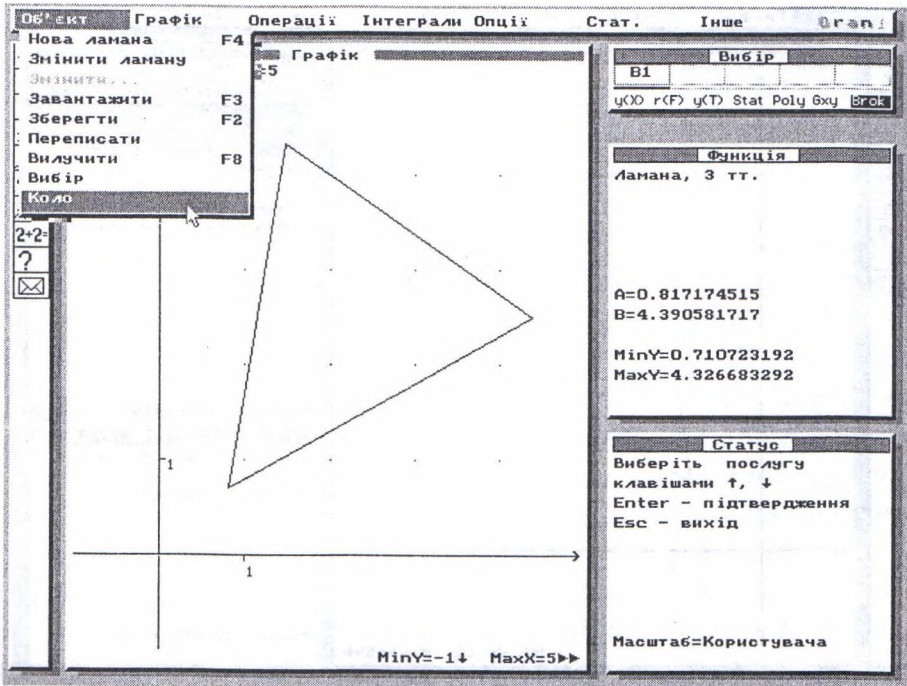 Об'єкт Графік Операції Інтеграли Опції Стат. Інше Gran1
Нова ламана F4
Змінити ламану
Змінити...
Завантажити F3
Зберегти F2
Переписати
Вилучити F8
Вибір
Коло
2+2=
?
Графік
=5
1
1
MinY=-1↓ MaxX=5▶▶
Вибір
B1
y(X) r(F) y(T) Stat Poly Gxy Brok
Функція
Ламана, 3 тт.
A=0.817174515
B=4.390581717
MinY=0.710723192
MaxY=4.326683292
Статус
Виберіть послугу
клавішами ↑, ↓
Enter - підтвердження
Esc - вихід
Масштаб=Користувача